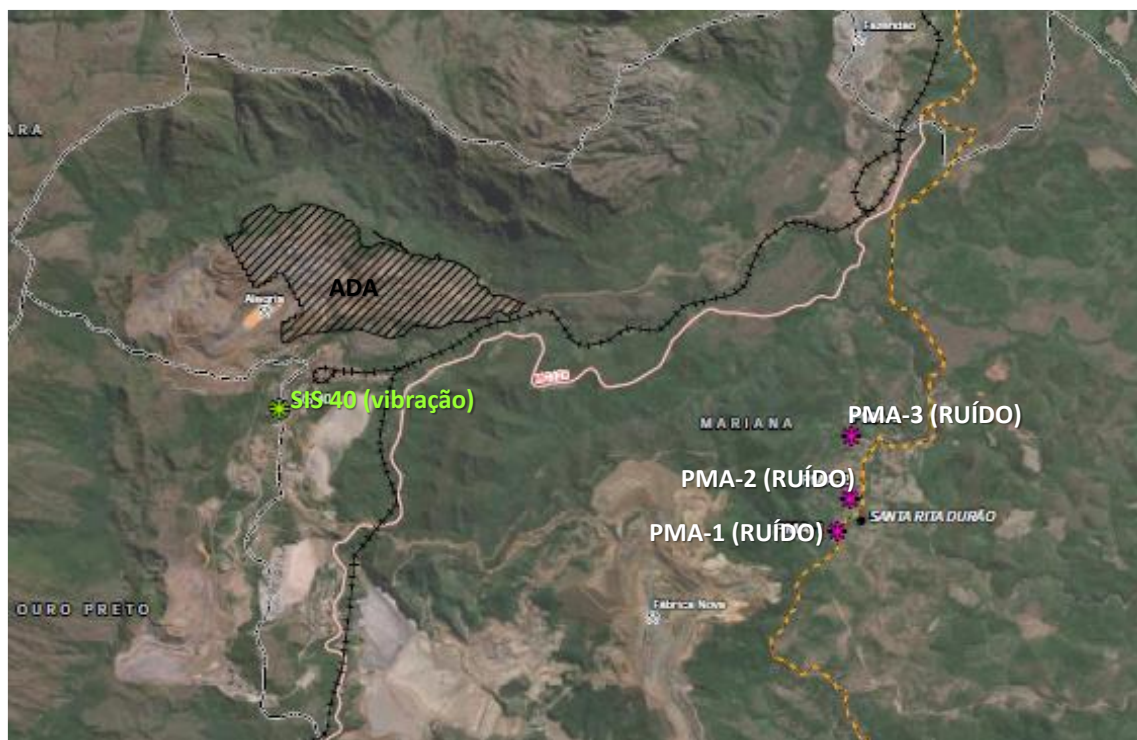 Fazendão
ARA
ADA
Alegria
SIS 40 (vibração)
MARIANA
PMA-3 (RUÍDO)
PMA-2 (RUÍDO)
SANTA RITA DURÃO
PMA-1 (RUÍDO)
OURO PRETO
Fábrica Nova